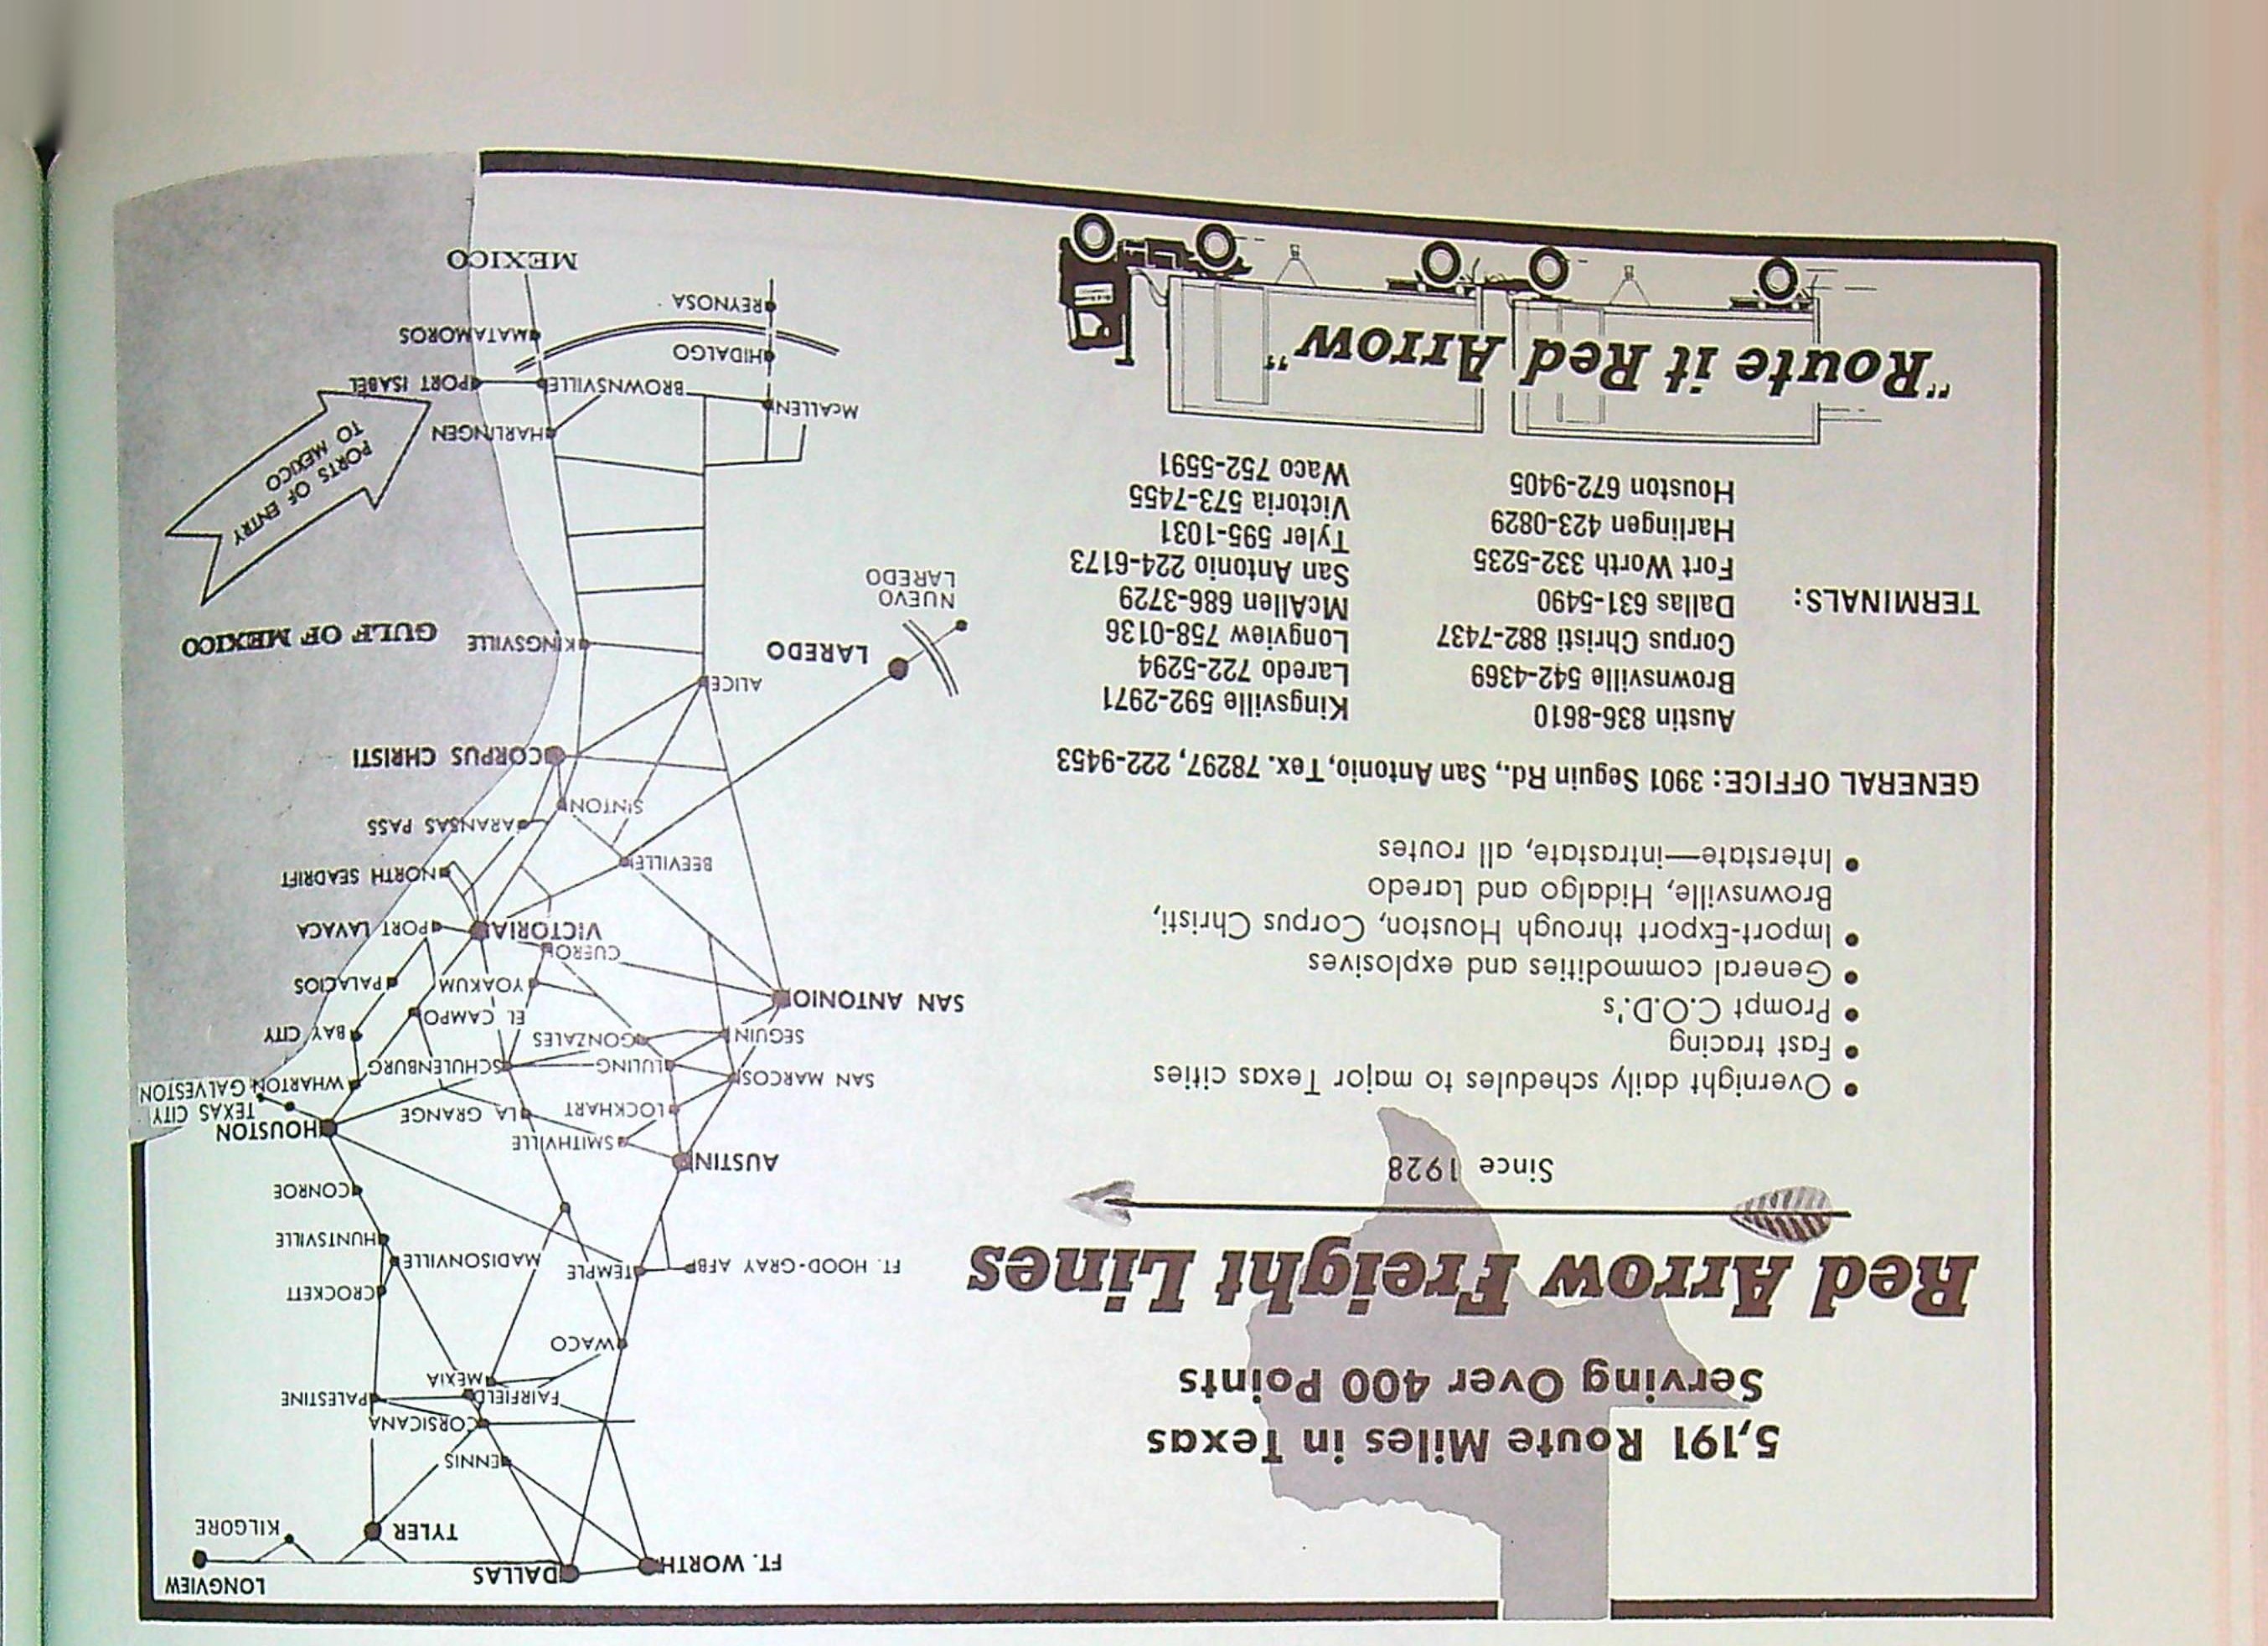 5,191 Route Miles in Texas
Serving Over 400 Points
Red Arrow Freight Lines
Since 1928
• Overnight daily schedules to major Texas cities
• Fast tracing
• Prompt C.O.D.'s
• General commodities and explosives
• Import-Export through Houston, Corpus Christi,
Brownsville, Hidalgo and Laredo
• Interstate—intrastate, all routes
GENERAL OFFICE: 3901 Seguin Rd., San Antonio, Tex. 78297, 222-9453
TERMINALS:
Austin 836-8610
Brownsville 542-4369
Corpus Christi 882-7437
Dallas 631-5490
Fort Worth 332-5235
Harlingen 423-0829
Houston 672-9405
Kingsville 592-2971
Laredo 722-5294
Longview 758-0136
McAllen 686-3729
San Antonio 224-6173
Tyler 595-1031
Victoria 573-7455
Waco 752-5591
"Route it Red Arrow"
FT. WORTH
DALLAS
LONGVIEW
TYLER
KILGORE
ENNIS
CORSICANA
FAIRFIELD
PALESTINE
MEXIA
WACO
CROCKETT
FT. HOOD-GRAY AFB
TEMPLE
MADISONVILLE
HUNTSVILLE
CONROE
AUSTIN
SMITHVILLE
HOUSTON
LOCKHART
LA GRANGE
TEXAS CITY
SAN MARCOS
LULING
SCHULENBURG
WHARTON
GALVESTON
SEGUIN
GONZALES
BAY CITY
EL CAMPO
SAN ANTONIO
YOAKUM
PALACIOS
CUERO
VICTORIA
PORT LAVACA
BEEVILLE
NORTH SEADRIFT
SINTON
ARANSAS PASS
CORPUS CHRISTI
ALICE
LAREDO
KINGSVILLE
GULF OF MEXICO
NUEVO
LAREDO
PORTS OF ENTRY
TO MEXICO
HARLINGEN
McALLEN
BROWNSVILLE
PORT ISABEL
HIDALGO
MATAMOROS
REYNOSA
MEXICO